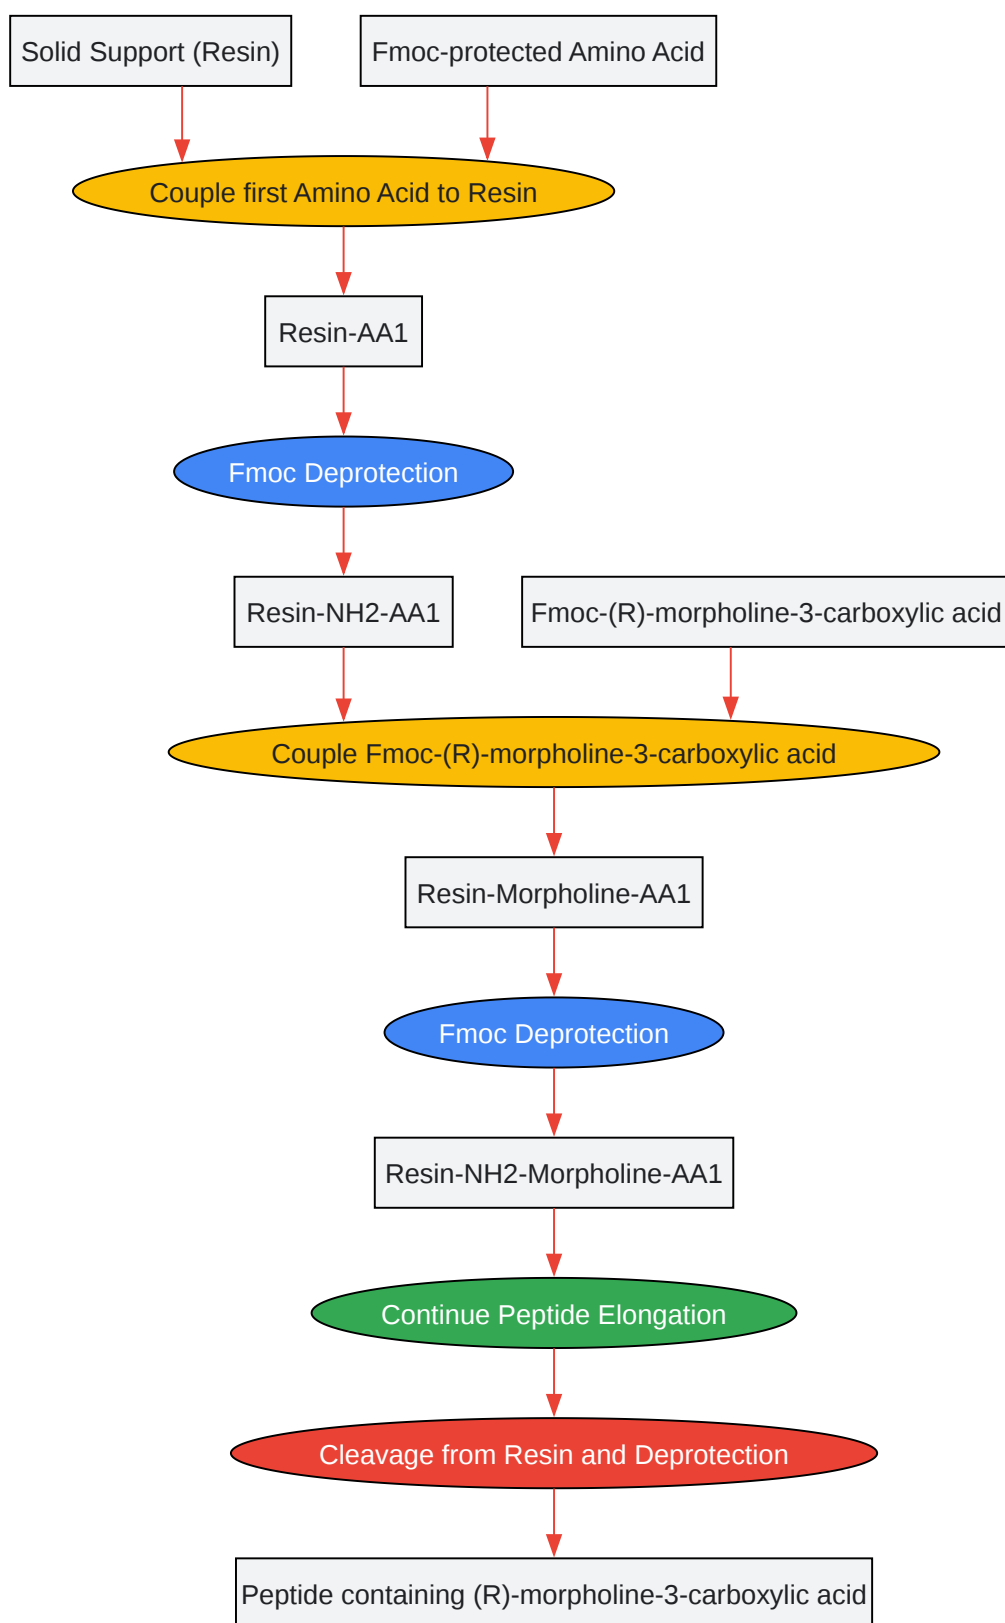 Solid Support (Resin)
Fmoc-protected Amino Acid
Couple first Amino Acid to Resin
Resin-AA1
Fmoc Deprotection
Resin-NH2-AA1
Fmoc-(R)-morpholine-3-carboxylic acid
Couple Fmoc-(R)-morpholine-3-carboxylic acid
Resin-Morpholine-AA1
Fmoc Deprotection
Resin-NH2-Morpholine-AA1
Continue Peptide Elongation
Cleavage from Resin and Deprotection
Peptide containing (R)-morpholine-3-carboxylic acid